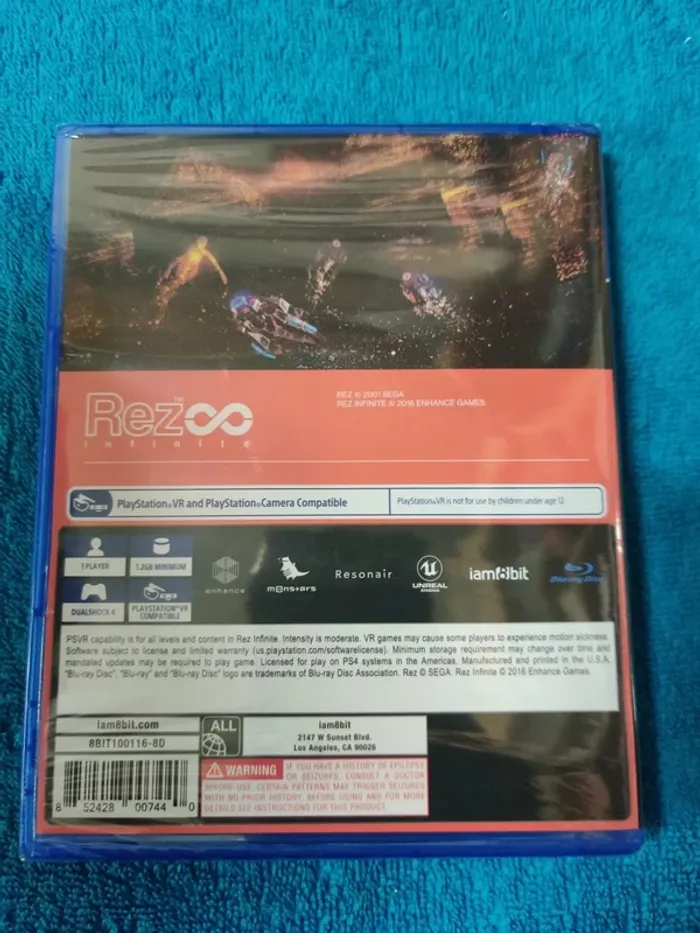 Rez™∞
infinite
REZ © 2001 SEGA
REZ INFINITE © 2016 ENHANCE GAMES
PlayStation®VR and PlayStation®Camera Compatible
PlayStation®VR is not for use by children under age 12
1 PLAYER
1.2GB MINIMUM
DUALSHOCK 4
PLAYSTATION®VR COMPATIBLE
enhance
monstars
Resonair
UNREAL
ENGINE
iam8bit
Blu-ray Disc
PSVR capability is for all levels and content in Rez Infinite. Intensity is moderate. VR games may cause some players to experience motion sickness.
Software subject to license and limited warranty (us.playstation.com/softwarelicense). Minimum storage requirement may change over time and
mandated updates may be required to play game. Licensed for play on PS4 systems in the Americas. Manufactured and printed in the U.S.A.
"Blu-ray Disc", "Blu-ray" and "Blu-ray Disc" logo are trademarks of Blu-ray Disc Association. Rez © SEGA. Rez Infinite © 2016 Enhance Games.
iam8bit.com
8BIT100116-8D
ALL
iam8bit
2147 W Sunset Blvd.
Los Angeles, CA 90026
8 52428 00744 0
WARNING
IF YOU HAVE A HISTORY OF EPILEPSY
OR SEIZURES, CONSULT A DOCTOR
BEFORE USE. CERTAIN PATTERNS MAY TRIGGER SEIZURES
WITH NO PRIOR HISTORY. BEFORE USING AND FOR MORE
DETAILS SEE INSTRUCTIONS FOR THIS PRODUCT.